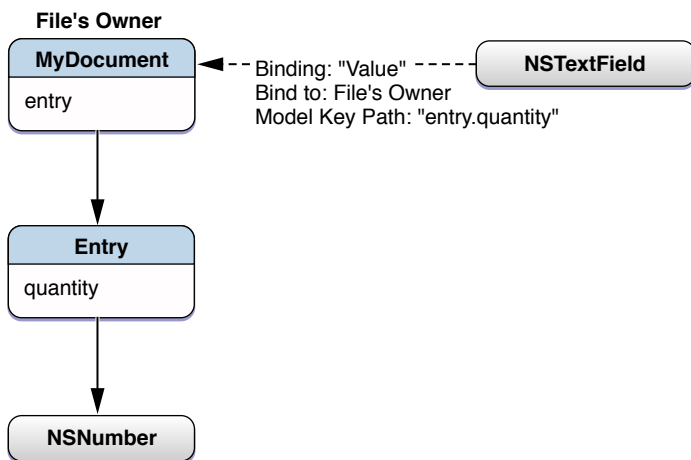 File's Owner
MyDocument
entry
Binding: "Value"
Bind to: File's Owner
Model Key Path: "entry.quantity"
NSTextField
Entry
quantity
NSNumber